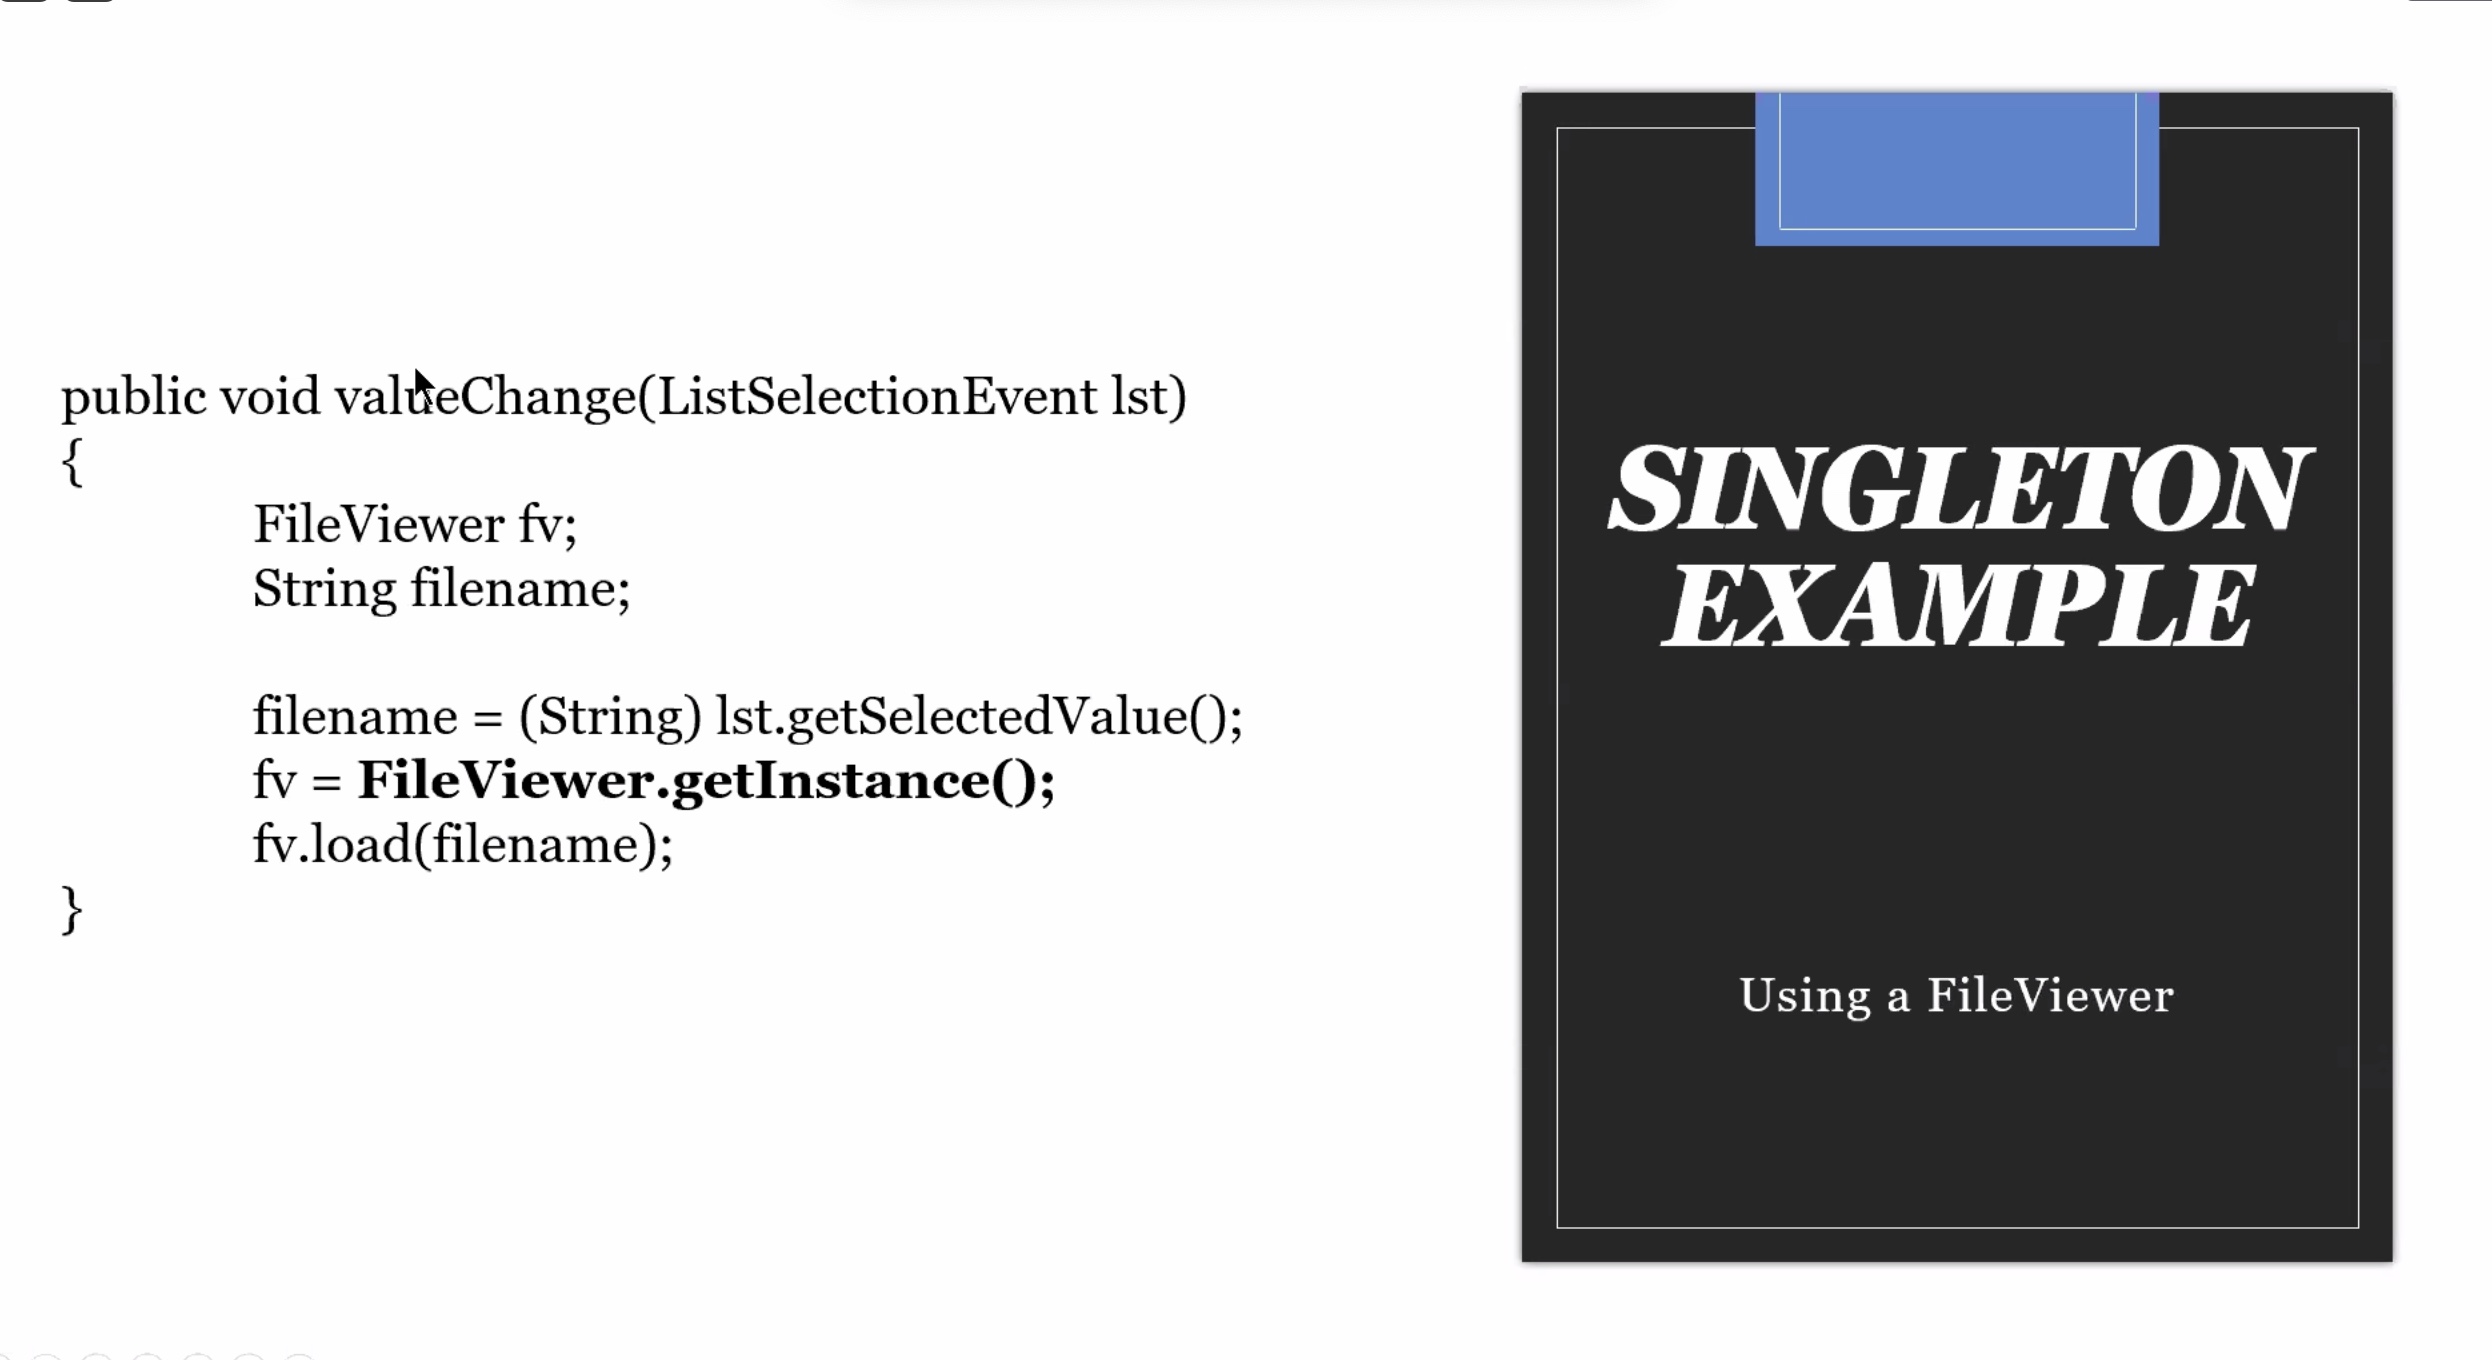 public void valueChange(ListSelectionEvent lst)
{
FileViewer fv;
String filename;
filename = (String) lst.getSelectedValue();
fv = FileViewer.getInstance();
fv.load(filename);
}
SINGLETON
EXAMPLE
Using a FileViewer